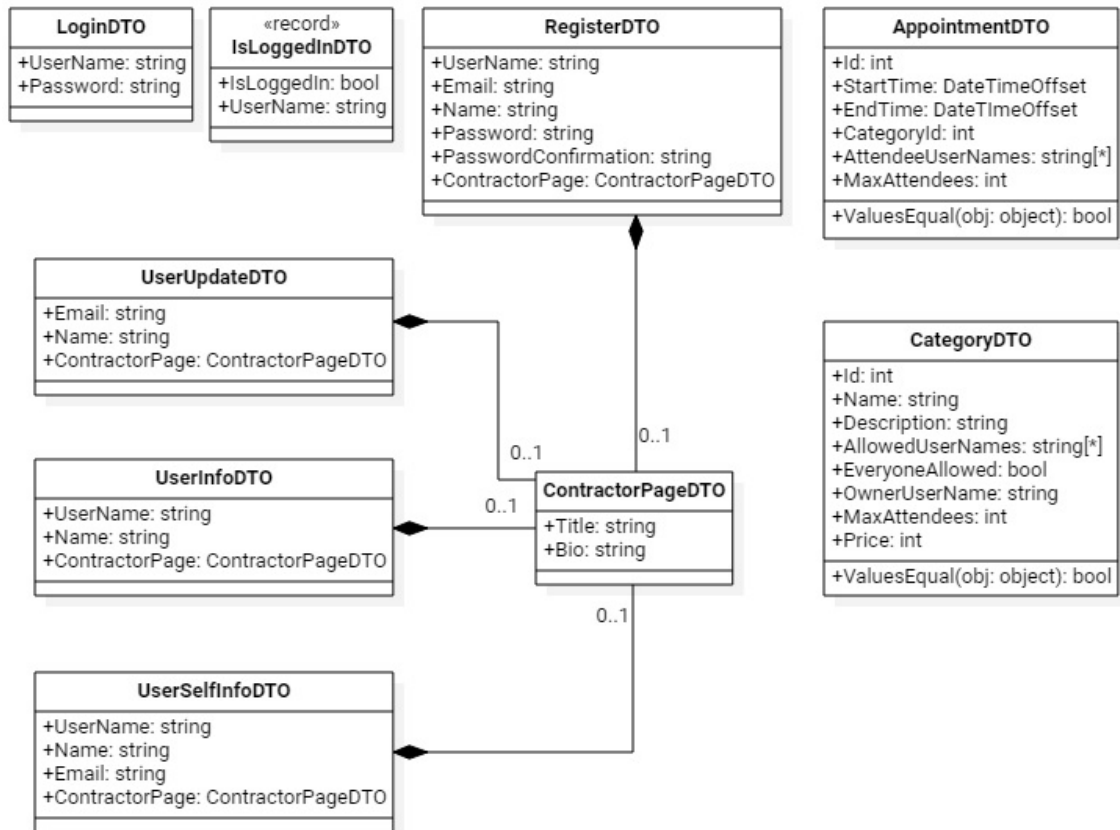 LoginDTO
+UserName: string
+Password: string
«record»
IsLoggedInDTO
+IsLoggedIn: bool
+UserName: string
RegisterDTO
+UserName: string
+Email: string
+Name: string
+Password: string
+PasswordConfirmation: string
+ContractorPage: ContractorPageDTO
AppointmentDTO
+Id: int
+StartTime: DateTimeOffset
+EndTime: DateTImeOffset
+CategoryId: int
+AttendeeUserNames: string[*]
+MaxAttendees: int
+ValuesEqual(obj: object): bool
UserUpdateDTO
+Email: string
+Name: string
+ContractorPage: ContractorPageDTO
CategoryDTO
+Id: int
+Name: string
+Description: string
+AllowedUserNames: string[*]
+EveryoneAllowed: bool
+OwnerUserName: string
+MaxAttendees: int
+Price: int
+ValuesEqual(obj: object): bool
0..1
0..1
UserInfoDTO
+UserName: string
+Name: string
+ContractorPage: ContractorPageDTO
0..1
ContractorPageDTO
+Title: string
+Bio: string
0..1
UserSelfInfoDTO
+UserName: string
+Name: string
+Email: string
+ContractorPage: ContractorPageDTO